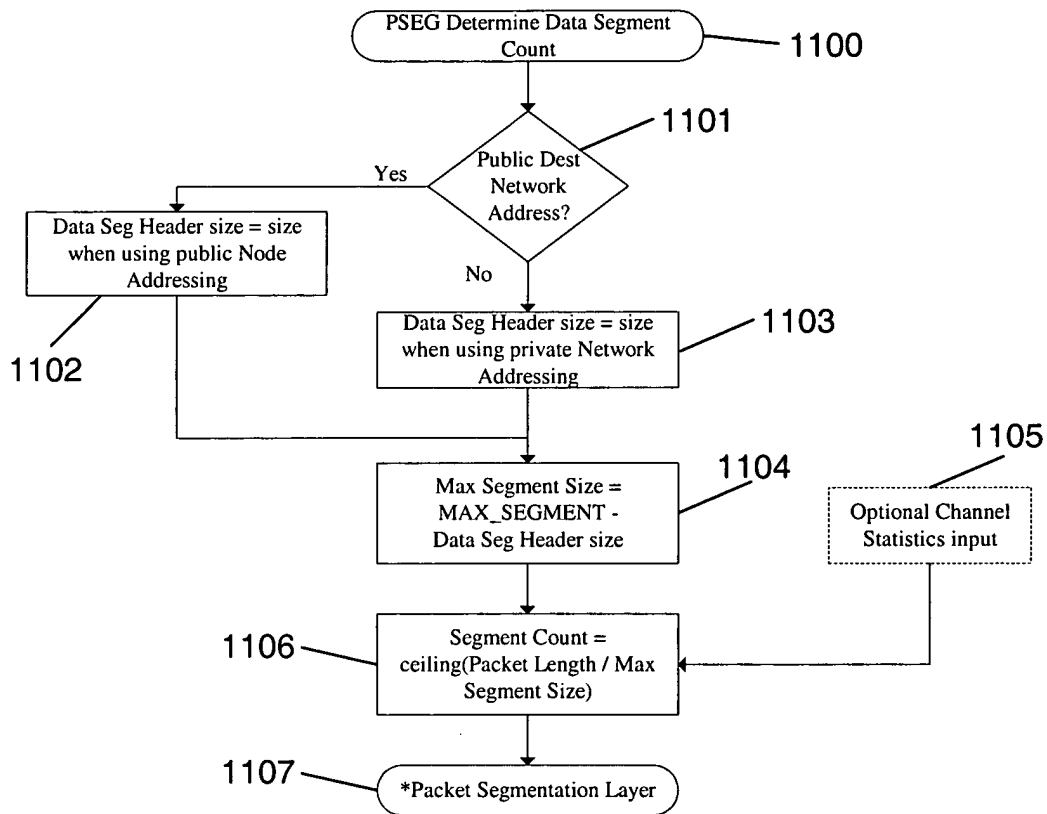 PSEG Determine Data Segment
Count
1100
1101
Public Dest
Network
Address?
Yes
Data Seg Header size = size
when using public Node
Addressing
No
1102
Data Seg Header size = size
when using private Network
Addressing
1103
Max Segment Size =
MAX_SEGMENT -
Data Seg Header size
1104
1105
Optional Channel
Statistics input
1106
Segment Count =
ceiling(Packet Length / Max
Segment Size)
1107
*Packet Segmentation Layer